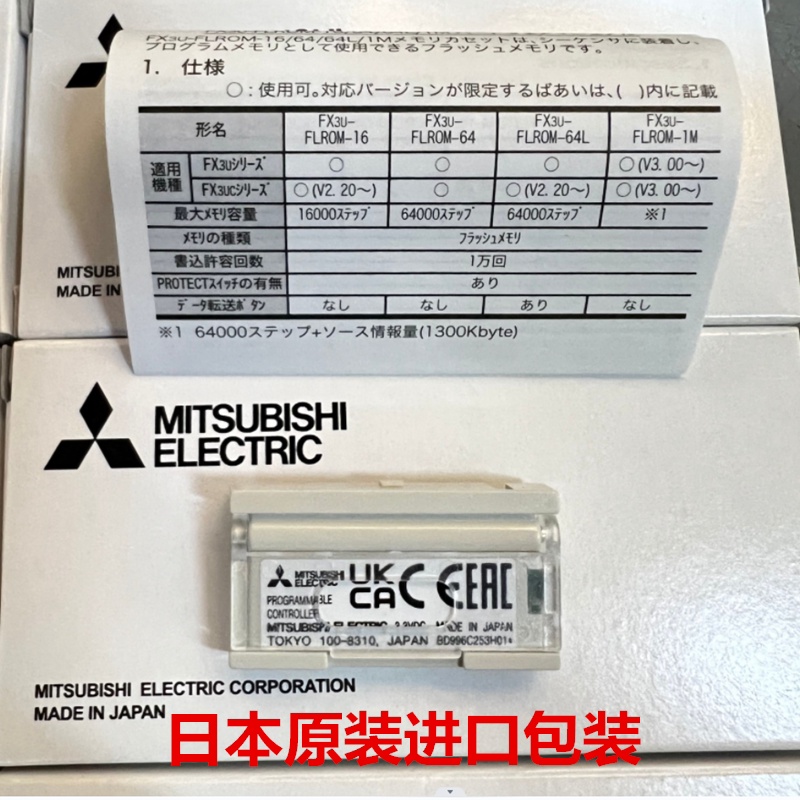 FX3U-FLROM-16/64/64L/1Mメモリカセットは、シーケンサに装着し、
プログラムメモリとして使用できるフラッシュメモリです。
1. 仕様
○：使用可。対応バージョンが限定するばあいは、( )内に記載
形名 FX3U-FLROM-16 FX3U-FLROM-64 FX3U-FLROM-64L FX3U-FLROM-1M
適用機種 FX3Uシリーズ ○ ○ ○ ○(V3. 00～)
FX3UCシリーズ ○(V2. 20～) ○ ○(V2. 20～) ○(V3. 00～)
最大メモリ容量 16000ステップ 64000ステップ 64000ステップ ※1
メモリの種類 フラッシュメモリ
書込許容回数 1万回
PROTECTスイッチの有無 あり
データ転送ボタン なし なし あり なし
※1 64000ステップ+ソース情報量(1300Kbyte)
MITSUBI
MADE IN
MITSUBISHI
ELECTRIC
MITSUBISHI
ELECTRIC
UK
CA CE EAC
PROGRAMMABLE
CONTROLLER
MITSUBISHI ELECTRIC 3.3VDC MADE IN JAPAN
TOKYO 100-8310, JAPAN BD996C253H01*
MITSUBISHI ELECTRIC CORPORATION
MADE IN JAPAN
日本原装进口包装